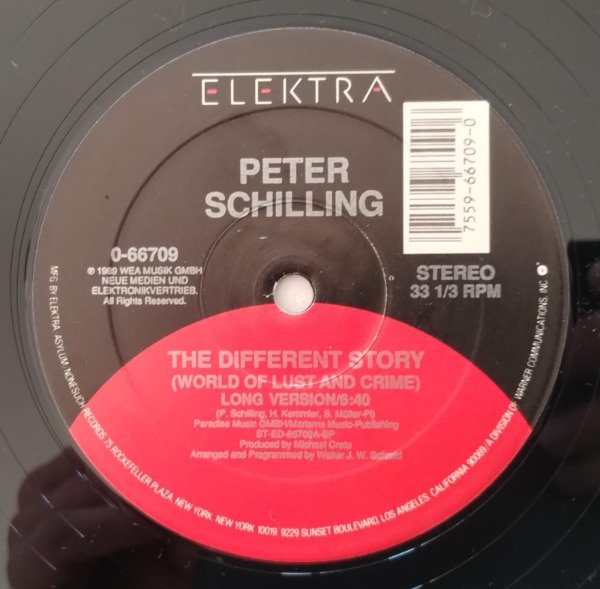 ELEKTRA
PETER
SCHILLING
7559-66709-0
0-66709
℗ 1989 WEA MUSIK GMBH
NEUE MEDIEN UND
ELEKTRONIKVERTRIEB.
All Rights Reserved.
STEREO
33 1/3 RPM
THE DIFFERENT STORY
(WORLD OF LUST AND CRIME)
LONG VERSION/6:40
(P. Schilling, H. Kemmler, S. Müller-Pi)
Paradise Music GMBH/Marisma Music-Publishing
ST-ED-66709A-SP
Produced by Michael Cretu
Arranged and Programmed by Walter J. W. Schmid
MFG. BY ELEKTRA ASYLUM NONESUCH RECORDS, 75 ROCKEFELLER PLAZA, NEW YORK, NEW YORK 10019. 9229 SUNSET BOULEVARD, LOS ANGELES, CALIFORNIA 90069. A DIVISION OF WARNER COMMUNICATIONS, INC.